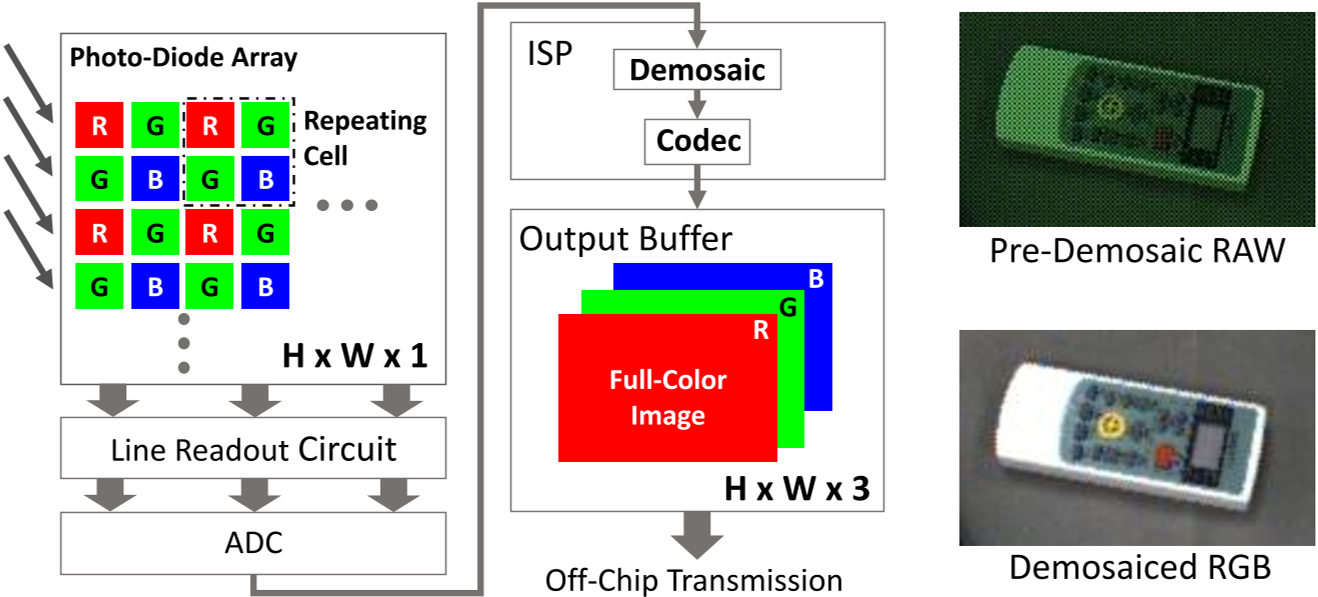 Photo-Diode Array
R G R G
G B G B
R G R G
G B G B
Repeating
Cell
H x W x 1
Line Readout Circuit
ADC
ISP
Demosaic
Codec
Output Buffer
B
G
R
Full-Color
Image
H x W x 3
Off-Chip Transmission
Pre-Demosaic RAW
Demosaiced RGB